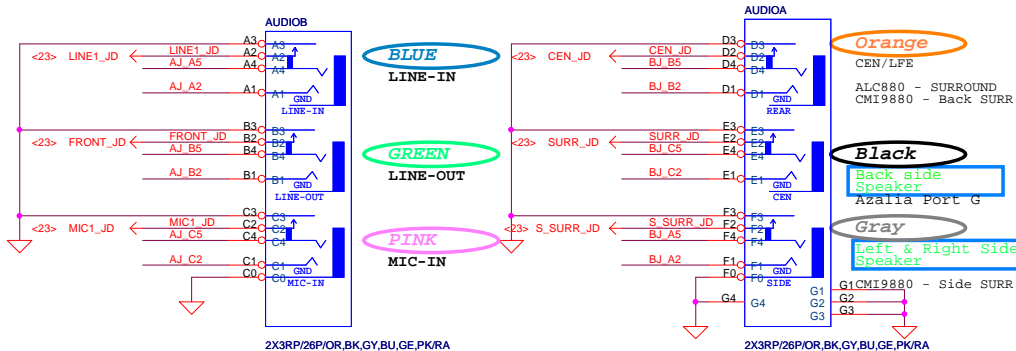 AUDIOB
A3 A3
<23> LINE1_JD LINE1_JD A2 A2
AJ_A5 A4 A4
AJ_A2 A1 A1
GND
LINE-IN
BLUE
LINE-IN
B3 B3
<23> FRONT_JD FRONT_JD B2 B2
AJ_B5 B4 B4
AJ_B2 B1 B1
GND
LINE-OUT
GREEN
LINE-OUT
C3 C3
<23> MIC1_JD MIC1_JD C2 C2
AJ_C5 C4 C4
AJ_C2 C1 C1
GND
C0 C0
MIC-IN
PINK
MIC-IN
2X3RP/26P/OR,BK,GY,BU,GE,PK/RA
AUDIOA
D3 D3
<23> CEN_JD CEN_JD D2 D2
BJ_B5 D4 D4
BJ_B2 D1 D1
GND
REAR
Orange
CEN/LFE
ALC880 - SURROUND
CMI9880 - Back SURR
E3 E3
<23> SURR_JD SURR_JD E2 E2
BJ_C5 E4 E4
BJ_C2 E1 E1
GND
CEN
Black
Back side
Speaker
Azalia Port G
F3 F3
<23> S_SURR_JD S_SURR_JD F2 F2
BJ_A5 F4 F4
BJ_A2 F1 F1
GND
F0 F0
SIDE
Gray
Left & Right Side
Speaker
CMI9880 - Side SURR
G4 G4
G1 G1
G2 G2
G3 G3
2X3RP/26P/OR,BK,GY,BU,GE,PK/RA